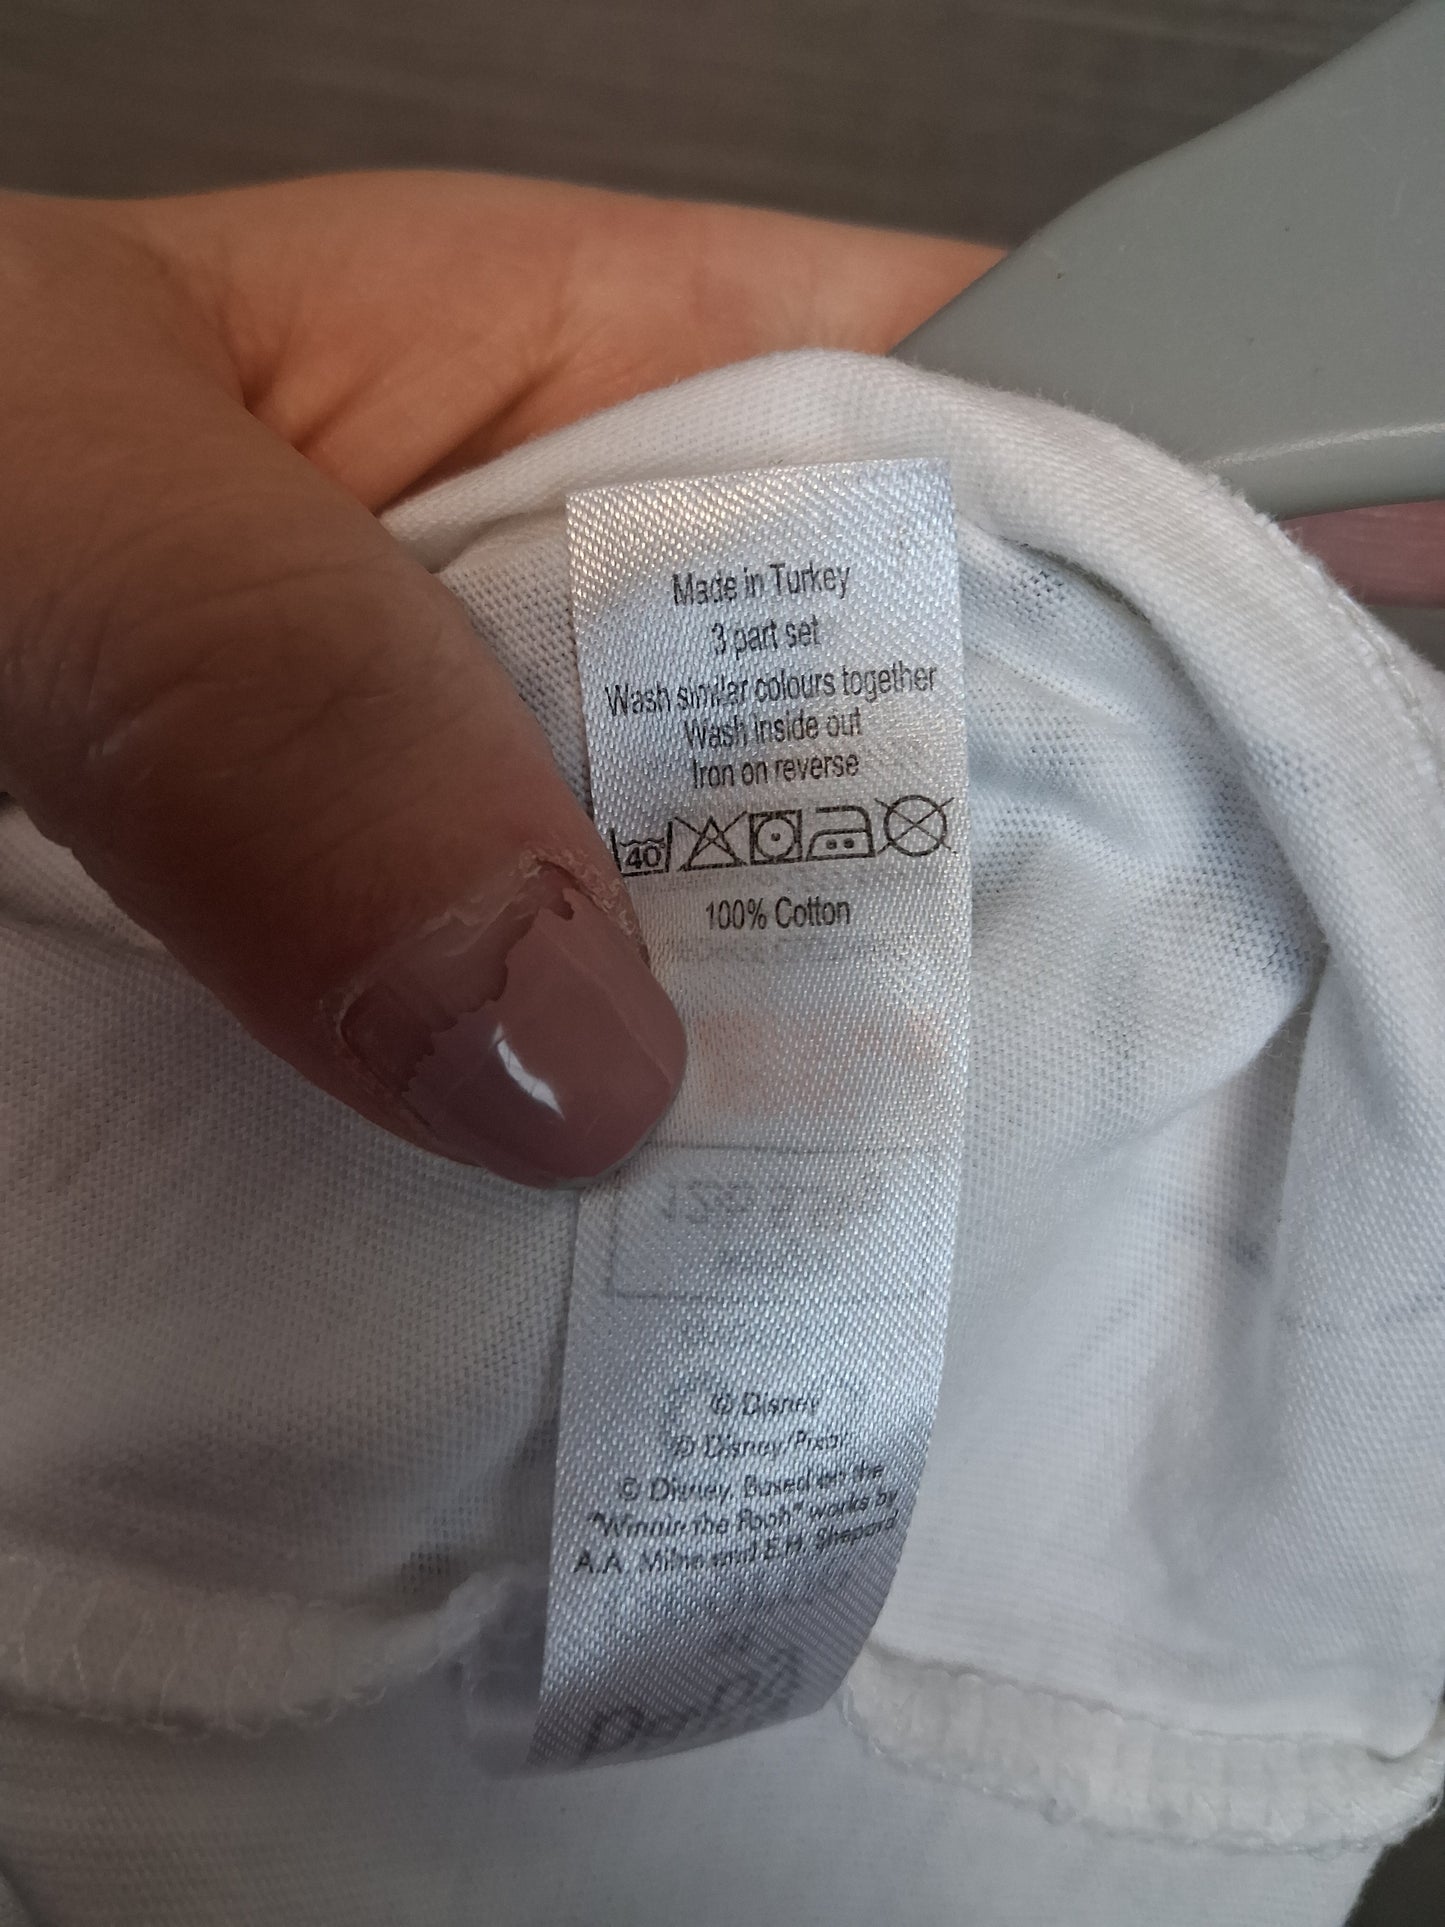 Made in Turkey
3 part set
Wash similar colours together
Wash inside out
Iron on reverse
40
100% Cotton
© Disney
© Disney/Pixar
© Disney. Based on the
"Winnie the Pooh" works by
A.A. Milne and E.H. Shepard